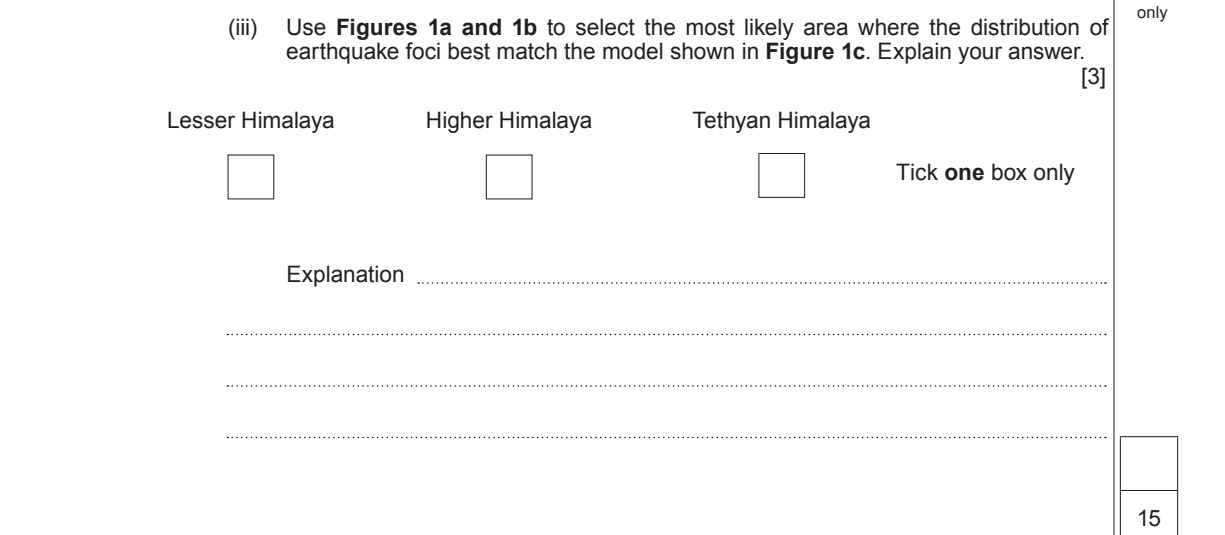 only
(iii) Use Figures 1a and 1b to select the most likely area where the distribution of
earthquake foci best match the model shown in Figure 1c. Explain your answer.
[3]
Lesser Himalaya Higher Himalaya Tethyan Himalaya
Tick one box only
Explanation
15